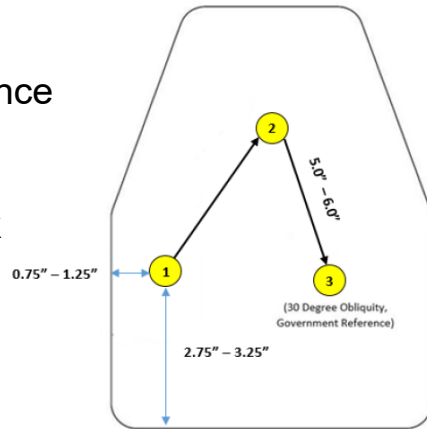 nce
2
5.0” – 6.0”
1
3
0.75” – 1.25”
(30 Degree Obliquity,
Government Reference)
2.75” – 3.25”